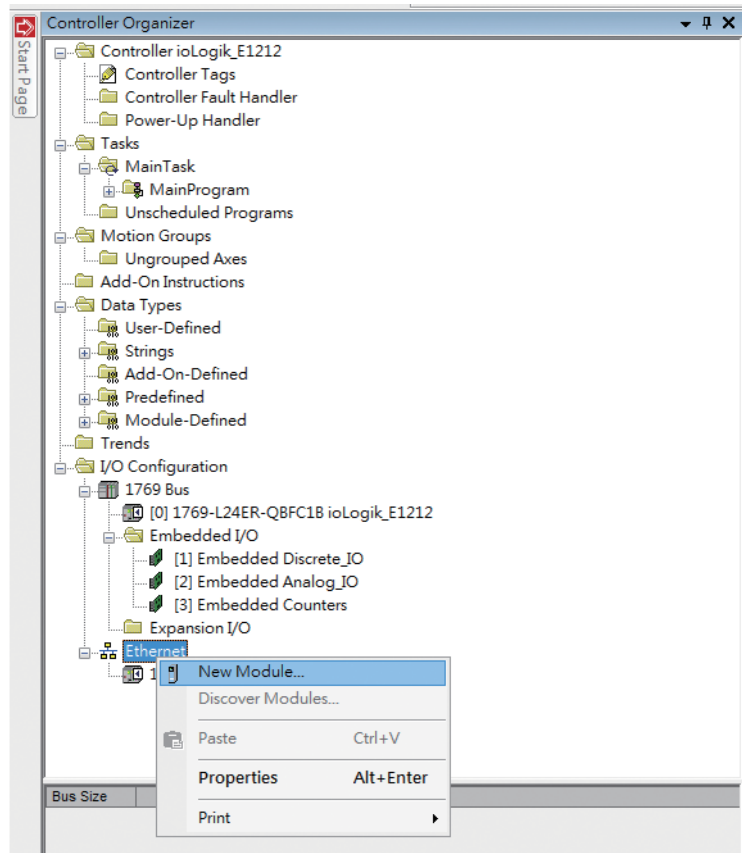 Controller Organizer
Start Page
Controller ioLogik_E1212
Controller Tags
Controller Fault Handler
Power-Up Handler
Tasks
MainTask
MainProgram
Unscheduled Programs
Motion Groups
Ungrouped Axes
Add-On Instructions
Data Types
User-Defined
Strings
Add-On-Defined
Predefined
Module-Defined
Trends
I/O Configuration
1769 Bus
[0] 1769-L24ER-QBFC1B ioLogik_E1212
Embedded I/O
[1] Embedded Discrete_IO
[2] Embedded Analog_IO
[3] Embedded Counters
Expansion I/O
Ethernet
1
New Module...
Discover Modules...
Paste Ctrl+V
Properties Alt+Enter
Print
Bus Size